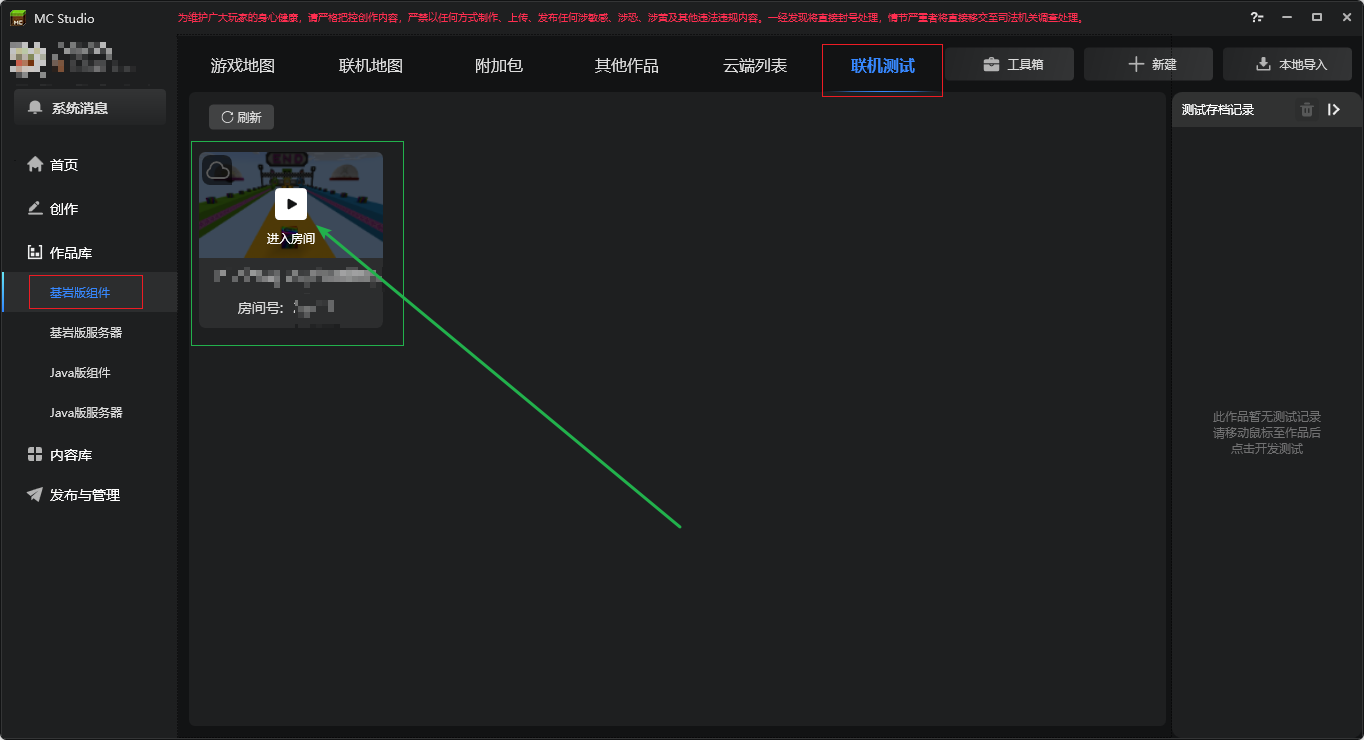 MC Studio
为维护广大玩家的身心健康，请严格把控创作内容，严禁以任何方式制作、上传、发布任何涉敏感、涉恐、涉黄及其他违法违规内容。一经发现将直接封号处理，情节严重者将直接移交至司法机关调查处理。
游戏地图
联机地图
附加包
其他作品
云端列表
联机测试
工具箱
新建
本地导入
系统消息
首页
创作
作品库
基岩版组件
基岩版服务器
Java版组件
Java版服务器
内容库
发布与管理
刷新
END
进入房间
房间号：
测试存档记录
此作品暂无测试记录
请移动鼠标至作品后
点击开发测试